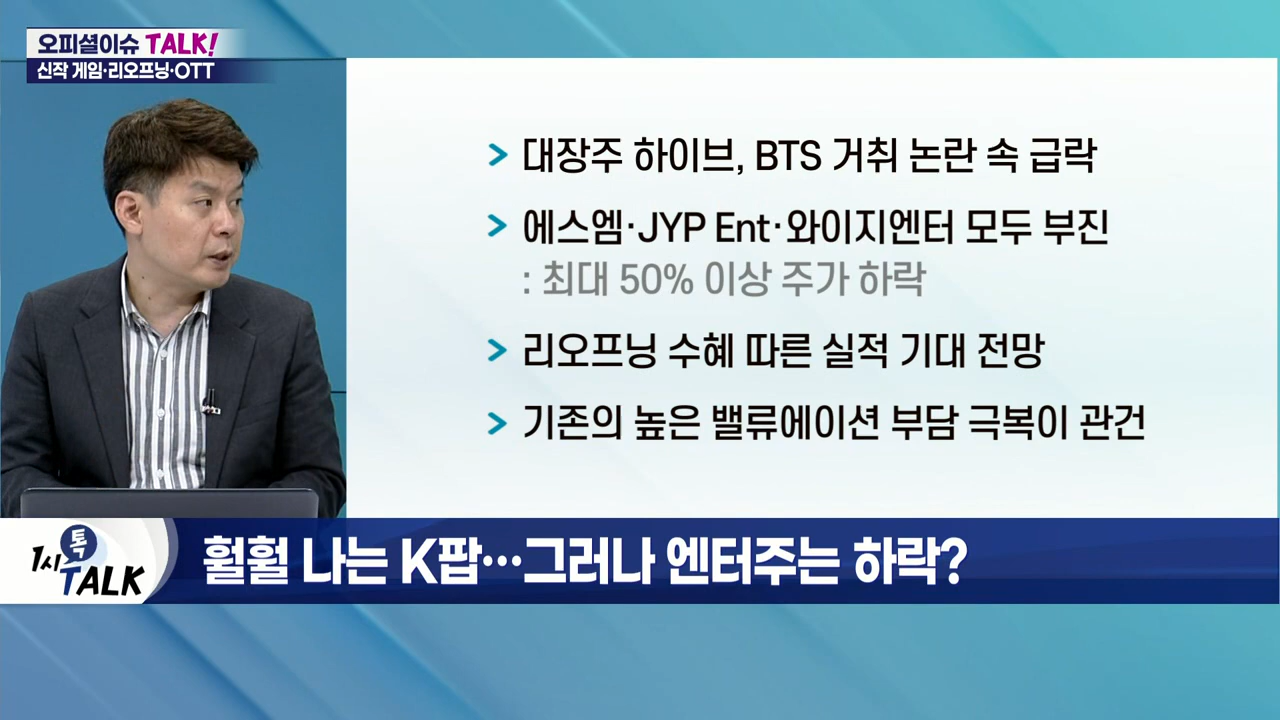 오피셜이슈 TALK!
신작 게임·리오프닝·OTT
> 대장주 하이브, BTS 거취 논란 속 급락
> 에스엠·JYP Ent·와이지엔터 모두 부진
: 최대 50% 이상 주가 하락
> 리오프닝 수혜 따른 실적 기대 전망
> 기존의 높은 밸류에이션 부담 극복이 관건
1시 톡 TALK
훨훨 나는 K팝…그러나 엔터주는 하락?